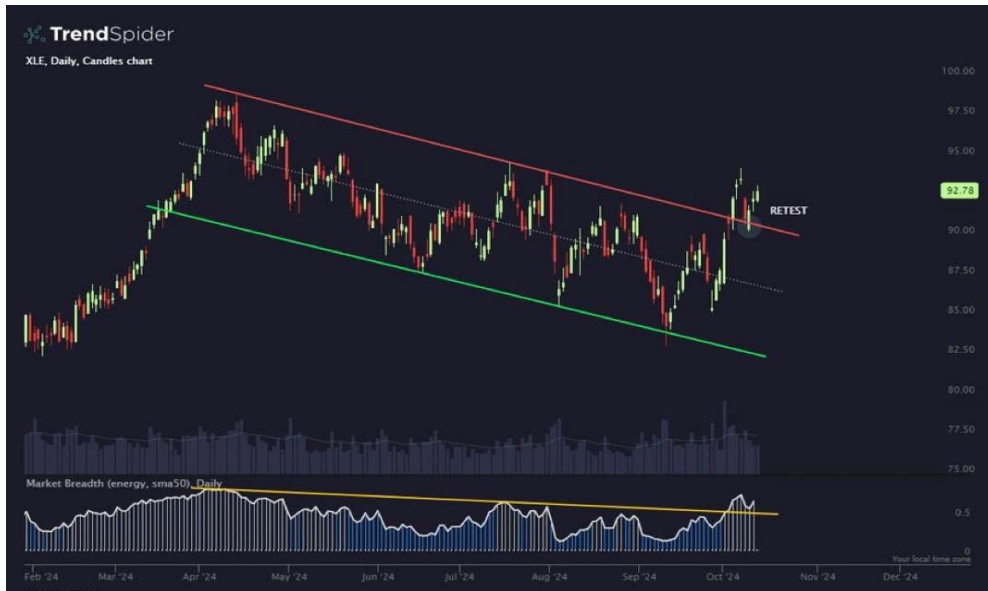 TrendSpider
XLE, Daily, Candles chart
100.00
97.50
95.00
92.78
RETEST
90.00
87.50
85.00
82.50
80.00
77.50
75.00
Market Breadth (energy, sma50), Daily
0.5
0
Your local time zone
Feb '24 Mar '24 Apr '24 May '24 Jun '24 Jul '24 Aug '24 Sep '24 Oct '24 Nov '24 Dec '24